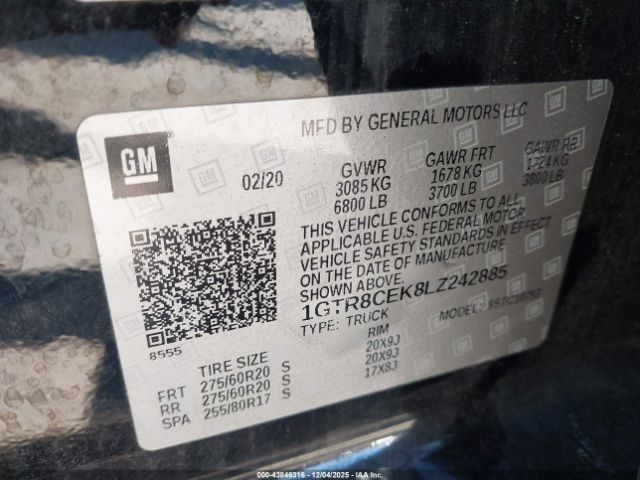 MFD BY GENERAL MOTORS LLC
GM
02/20
GVWR GAWR FRT GAWR RR
3085 KG 1678 KG 1724 KG
6800 LB 3700 LB 3800 LB
THIS VEHICLE CONFORMS TO ALL
APPLICABLE U.S. FEDERAL MOTOR
VEHICLE SAFETY STANDARDS IN EFFECT
ON THE DATE OF MANUFACTURE
SHOWN ABOVE.
1GTR8CEK8LZ242885
TYPE: TRUCK MODEL:
8555
TIRE SIZE RIM
FRT 275/60R20 S 20X9J
RR 275/60R20 S 20X9J
SPA 255/80R17 S 17X8J
000-43846316 - 12/04/2025 - IAAI.COM